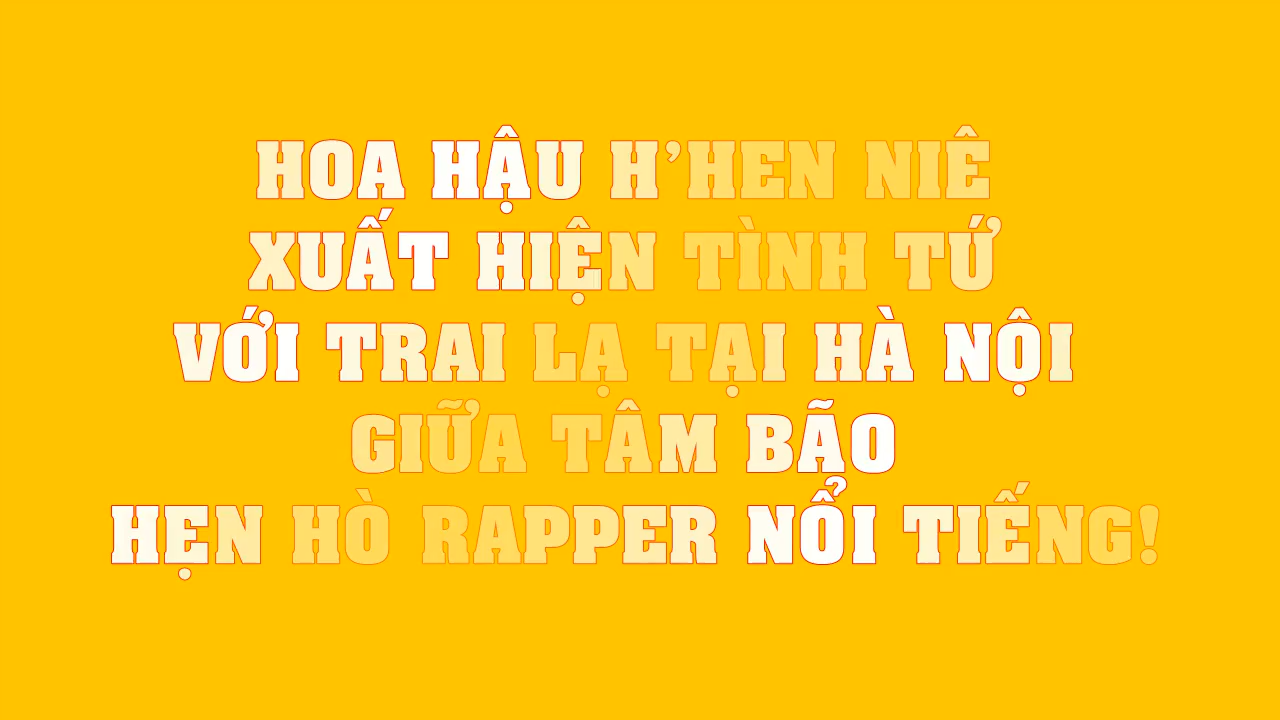 HOA HẬU H'HEN NIÊ
XUẤT HIỆN TÌNH TỨ
VỚI TRAI LẠ TẠI HÀ NỘI
GIỮA TÂM BÃO
HẸN HÒ RAPPER NỔI TIẾNG!